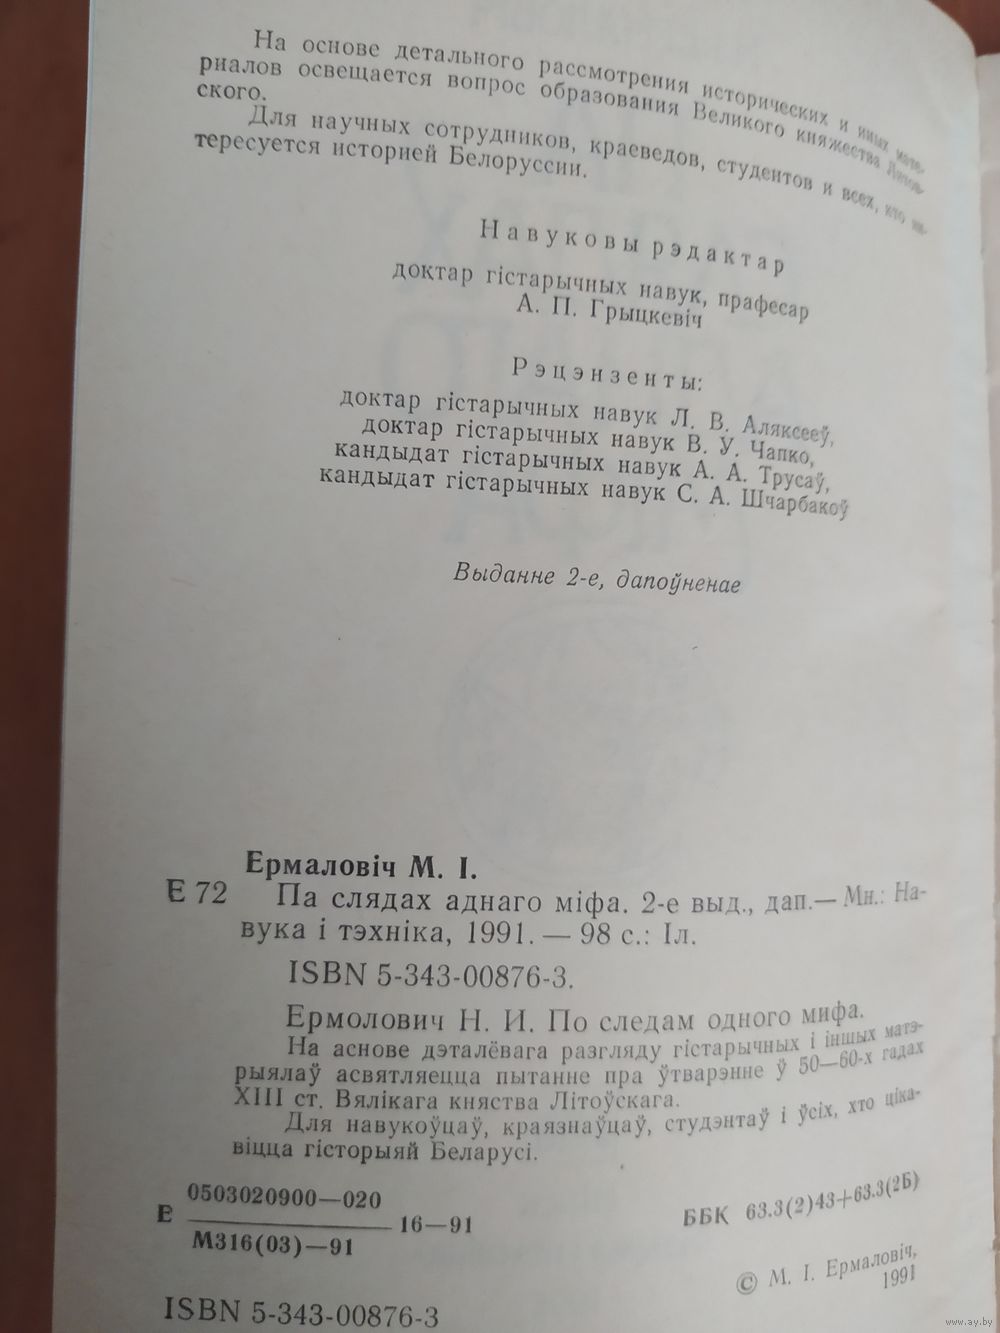 На основе детального рассмотрения исторических и иных мате-
риалов освещается вопрос образования Великого княжества Литов-
ского.
Для научных сотрудников, краеведов, студентов и всех, кто ин-
тересуется историей Белоруссии.
Навуковы рэдактар
доктар гістарычных навук, прафесар
А. П. Грыцкевіч
Рэцэнзенты:
доктар гістарычных навук Л. В. Аляксееў,
доктар гістарычных навук В. У. Чапко,
кандыдат гістарычных навук А. А. Трусаў,
кандыдат гістарычных навук С. А. Шчарбакоў
Выданне 2-е, дапоўненае
Ермаловіч М. І.
Е 72 Па слядах аднаго міфа. 2-е выд., дап.— Мн.: На-
вука і тэхніка, 1991. — 98 с.: Іл.
ISBN 5-343-00876-3.
Ермолович Н. И. По следам одного мифа.
На аснове дэталёвага разгляду гістарычных і іншых матэ-
рыялаў асвятляецца пытанне пра ўтварэнне ў 50—60-х гадах
XIII ст. Вялікага княства Літоўскага.
Для навукоўцаў, краязнаўцаў, студэнтаў і ўсіх, хто ціка-
віцца гісторыяй Беларусі.
Е 0503020900—020 16—91
М316(03)—91
ББК 63.3(2)43+63.3(2Б)
© М. І. Ермаловіч,
1991
ISBN 5-343-00876-3
www.ay.by